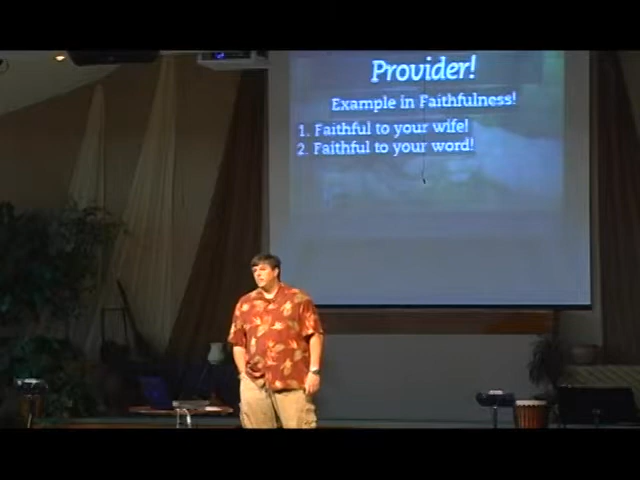 Provider!
Example in Faithfulness!
1. Faithful to your wife!
2. Faithful to your word!